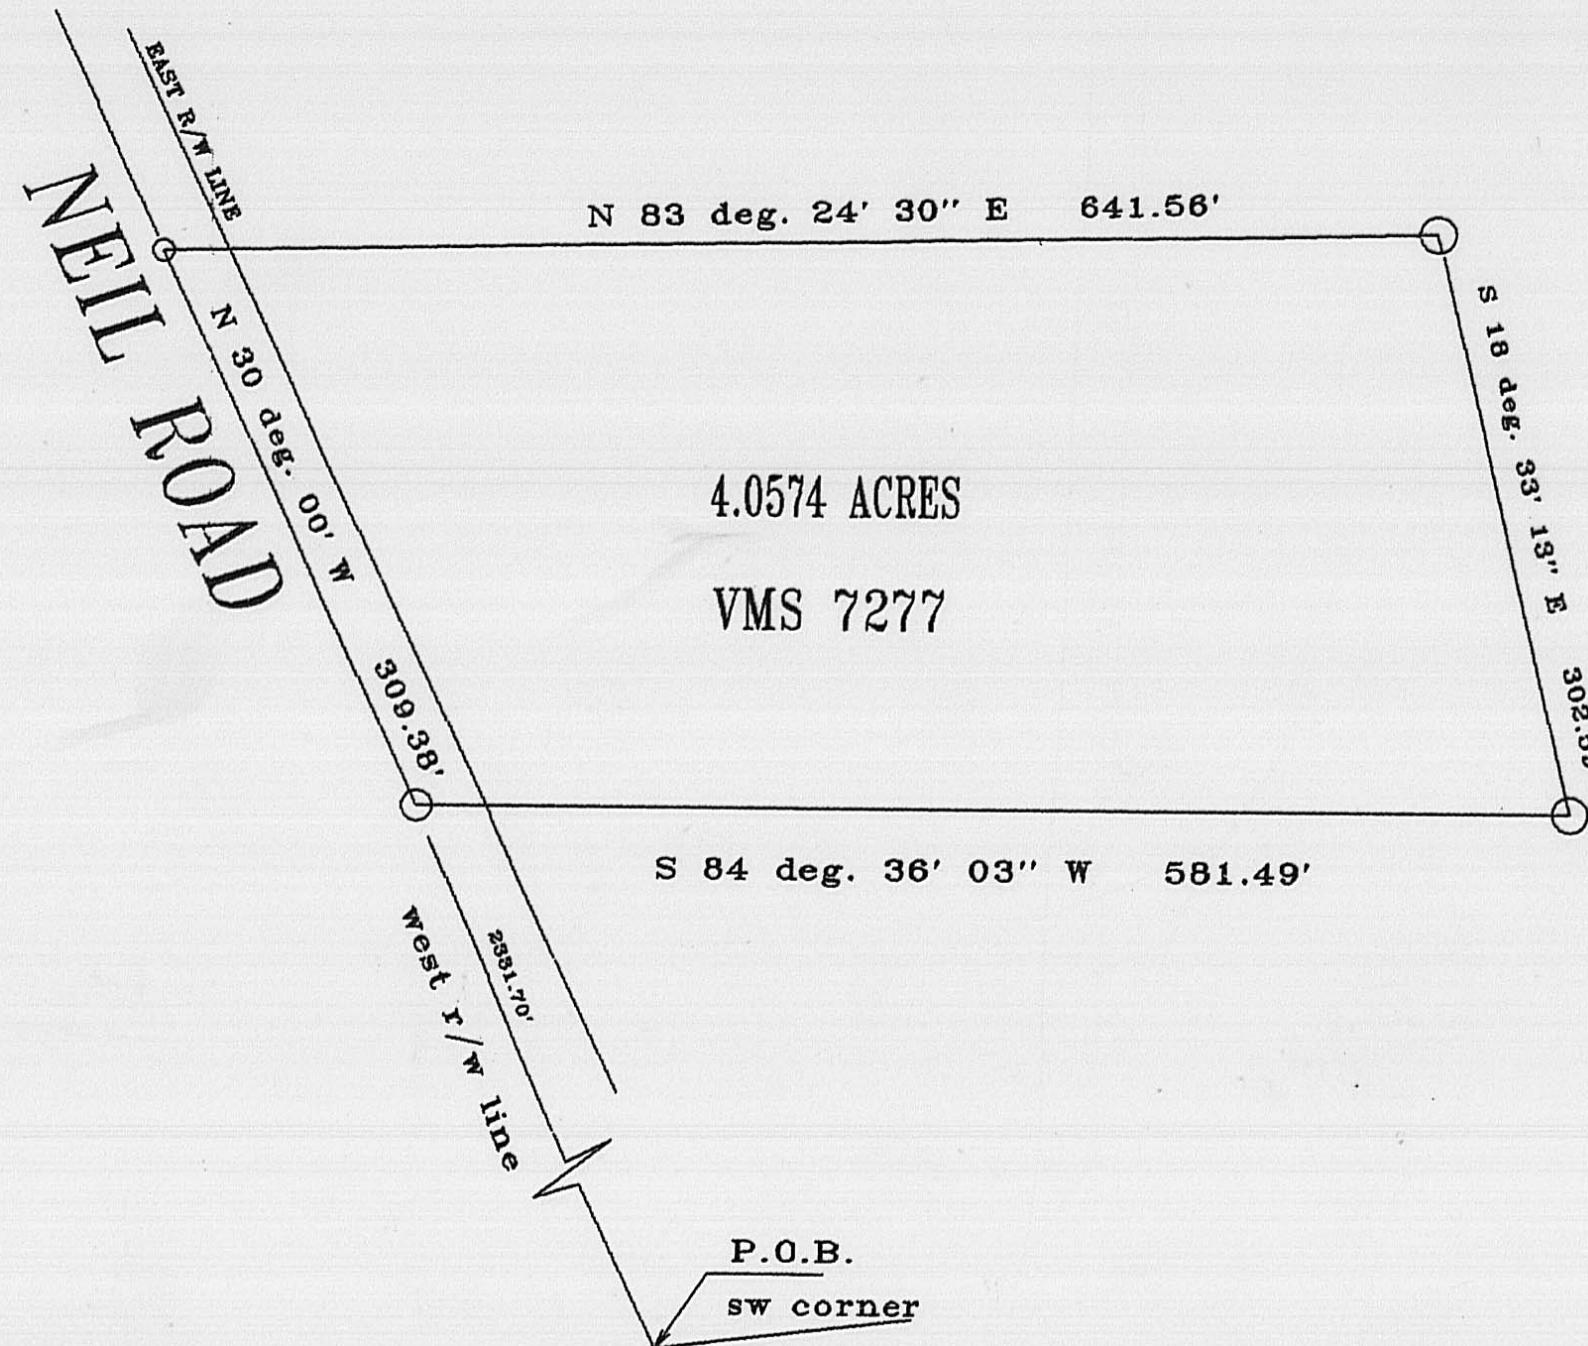 EAST R/W LINE
NEIL ROAD
N 83 deg. 24' 30" E 641.56'
N 30 deg. 00' W 309.38'
S 18 deg. 33' 13" E
4.0574 ACRES
VMS 7277
S 84 deg. 36' 03" W 581.49'
west r/w line
2331.70'
P.O.B.
sw corner